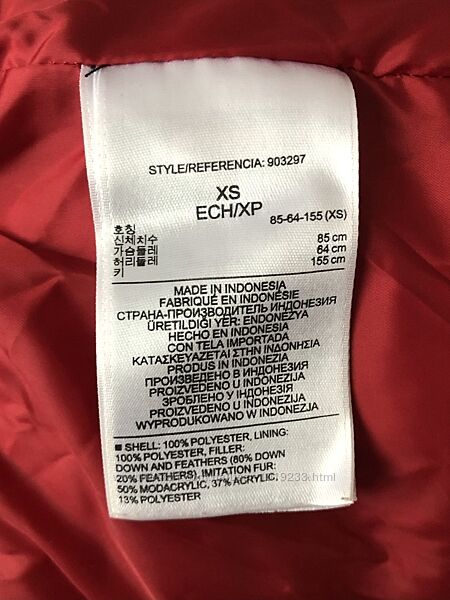 STYLE/REFERENCIA: 903297
XS
ECH/XP
85-64-155 (XS)
호칭
신체치수
가슴둘레 85 cm
허리둘레 64 cm
키 155 cm
MADE IN INDONESIA
FABRIQUÉ EN INDONÉSIE
СТРАНА-ПРОИЗВОДИТЕЛЬ ИНДОНЕЗИЯ
ÜRETILDIĞI YER: ENDONEZYA
HECHO EN INDONESIA
CON TELA IMPORTADA
ΚΑΤΑΣΚΕΥΑΖΕΤΑΙ ΣΤΗΝ ΙΝΔΟΝΗΣΙΑ
PRODUS IN INDONEZIA
ПРОИЗВЕДЕНО В ИНДОНЕЗИЯ
PROIZVEDENO U INDONEZIJI
ЗРОБЛЕНО У ІНДОНЕЗІЇ
PROIZVEDENO U INDONEZIJI
WYPRODUKOWANO W INDONEZJI
■ SHELL: 100% POLYESTER, LINING:
100% POLYESTER, FILLER:
DOWN AND FEATHERS (80% DOWN
20% FEATHERS), IMITATION FUR:
50% MODACRYLIC, 37% ACRYLIC,
13% POLYESTER
9233.html